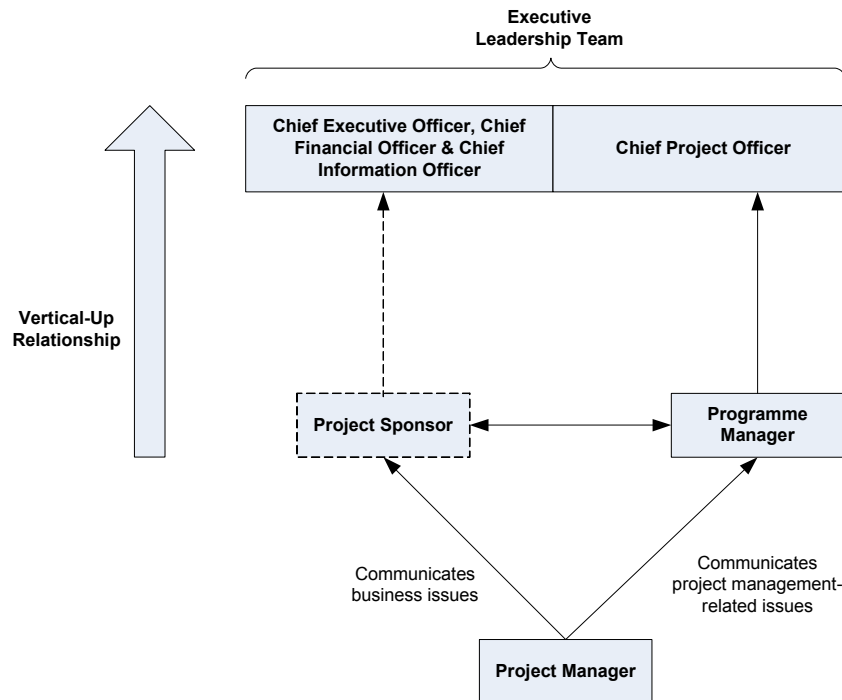 Executive
Leadership Team
Chief Executive Officer, Chief
Financial Officer & Chief
Information Officer
Chief Project Officer
Vertical-Up
Relationship
Project Sponsor
Programme
Manager
Communicates
business issues
Communicates
project management-
related issues
Project Manager